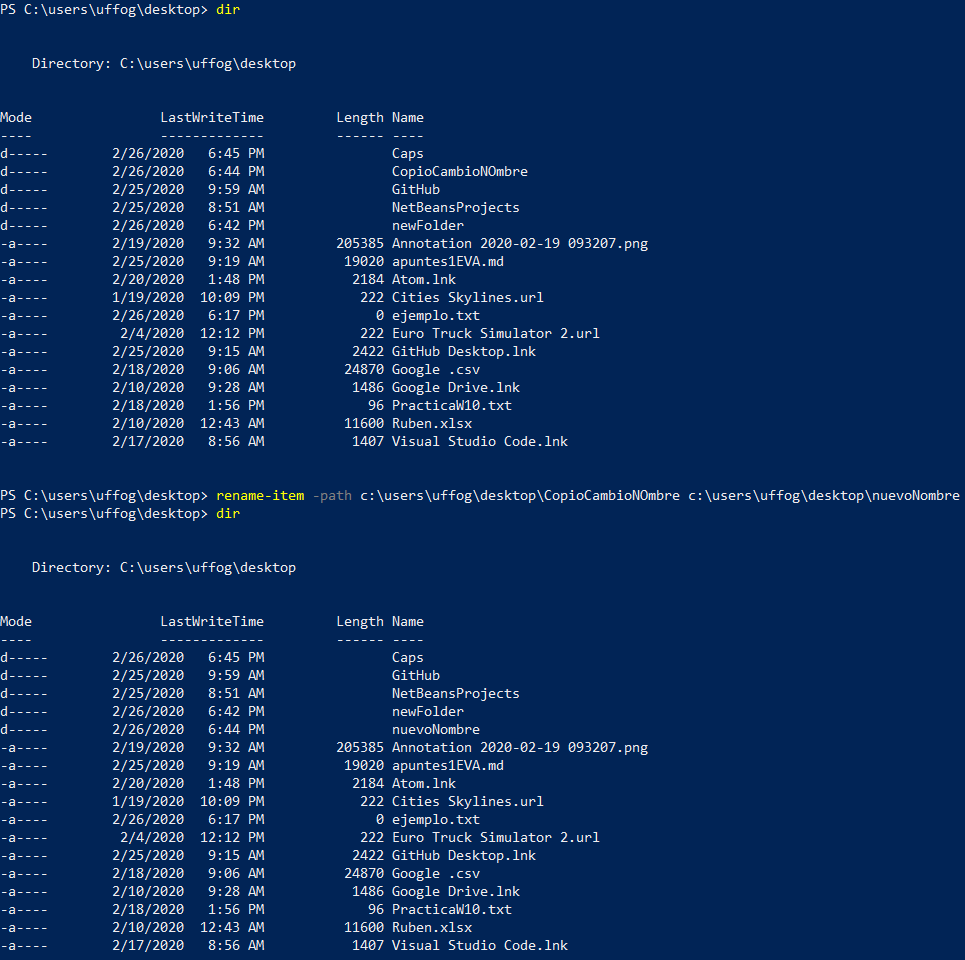 PS C:\users\uffog\desktop> dir
Directory: C:\users\uffog\desktop
Mode LastWriteTime Length Name
---- ------------- ------ ----
d----- 2/26/2020 6:45 PM Caps
d----- 2/26/2020 6:44 PM CopioCambioNOmbre
d----- 2/25/2020 9:59 AM GitHub
d----- 2/25/2020 8:51 AM NetBeansProjects
d----- 2/26/2020 6:42 PM newFolder
-a---- 2/19/2020 9:32 AM 205385 Annotation 2020-02-19 093207.png
-a---- 2/25/2020 9:19 AM 19020 apuntes1EVA.md
-a---- 2/20/2020 1:48 PM 2184 Atom.lnk
-a---- 1/19/2020 10:09 PM 222 Cities Skylines.url
-a---- 2/26/2020 6:17 PM 0 ejemplo.txt
-a---- 2/4/2020 12:12 PM 222 Euro Truck Simulator 2.url
-a---- 2/25/2020 9:15 AM 2422 GitHub Desktop.lnk
-a---- 2/18/2020 9:06 AM 24870 Google .csv
-a---- 2/10/2020 9:28 AM 1486 Google Drive.lnk
-a---- 2/18/2020 1:56 PM 96 PracticaW10.txt
-a---- 2/10/2020 12:43 AM 11600 Ruben.xlsx
-a---- 2/17/2020 8:56 AM 1407 Visual Studio Code.lnk
PS C:\users\uffog\desktop> rename-item -path c:\users\uffog\desktop\CopioCambioNOmbre c:\users\uffog\desktop\nuevoNombre
PS C:\users\uffog\desktop> dir
Directory: C:\users\uffog\desktop
Mode LastWriteTime Length Name
---- ------------- ------ ----
d----- 2/26/2020 6:45 PM Caps
d----- 2/25/2020 9:59 AM GitHub
d----- 2/25/2020 8:51 AM NetBeansProjects
d----- 2/26/2020 6:42 PM newFolder
d----- 2/26/2020 6:44 PM nuevoNombre
-a---- 2/19/2020 9:32 AM 205385 Annotation 2020-02-19 093207.png
-a---- 2/25/2020 9:19 AM 19020 apuntes1EVA.md
-a---- 2/20/2020 1:48 PM 2184 Atom.lnk
-a---- 1/19/2020 10:09 PM 222 Cities Skylines.url
-a---- 2/26/2020 6:17 PM 0 ejemplo.txt
-a---- 2/4/2020 12:12 PM 222 Euro Truck Simulator 2.url
-a---- 2/25/2020 9:15 AM 2422 GitHub Desktop.lnk
-a---- 2/18/2020 9:06 AM 24870 Google .csv
-a---- 2/10/2020 9:28 AM 1486 Google Drive.lnk
-a---- 2/18/2020 1:56 PM 96 PracticaW10.txt
-a---- 2/10/2020 12:43 AM 11600 Ruben.xlsx
-a---- 2/17/2020 8:56 AM 1407 Visual Studio Code.lnk